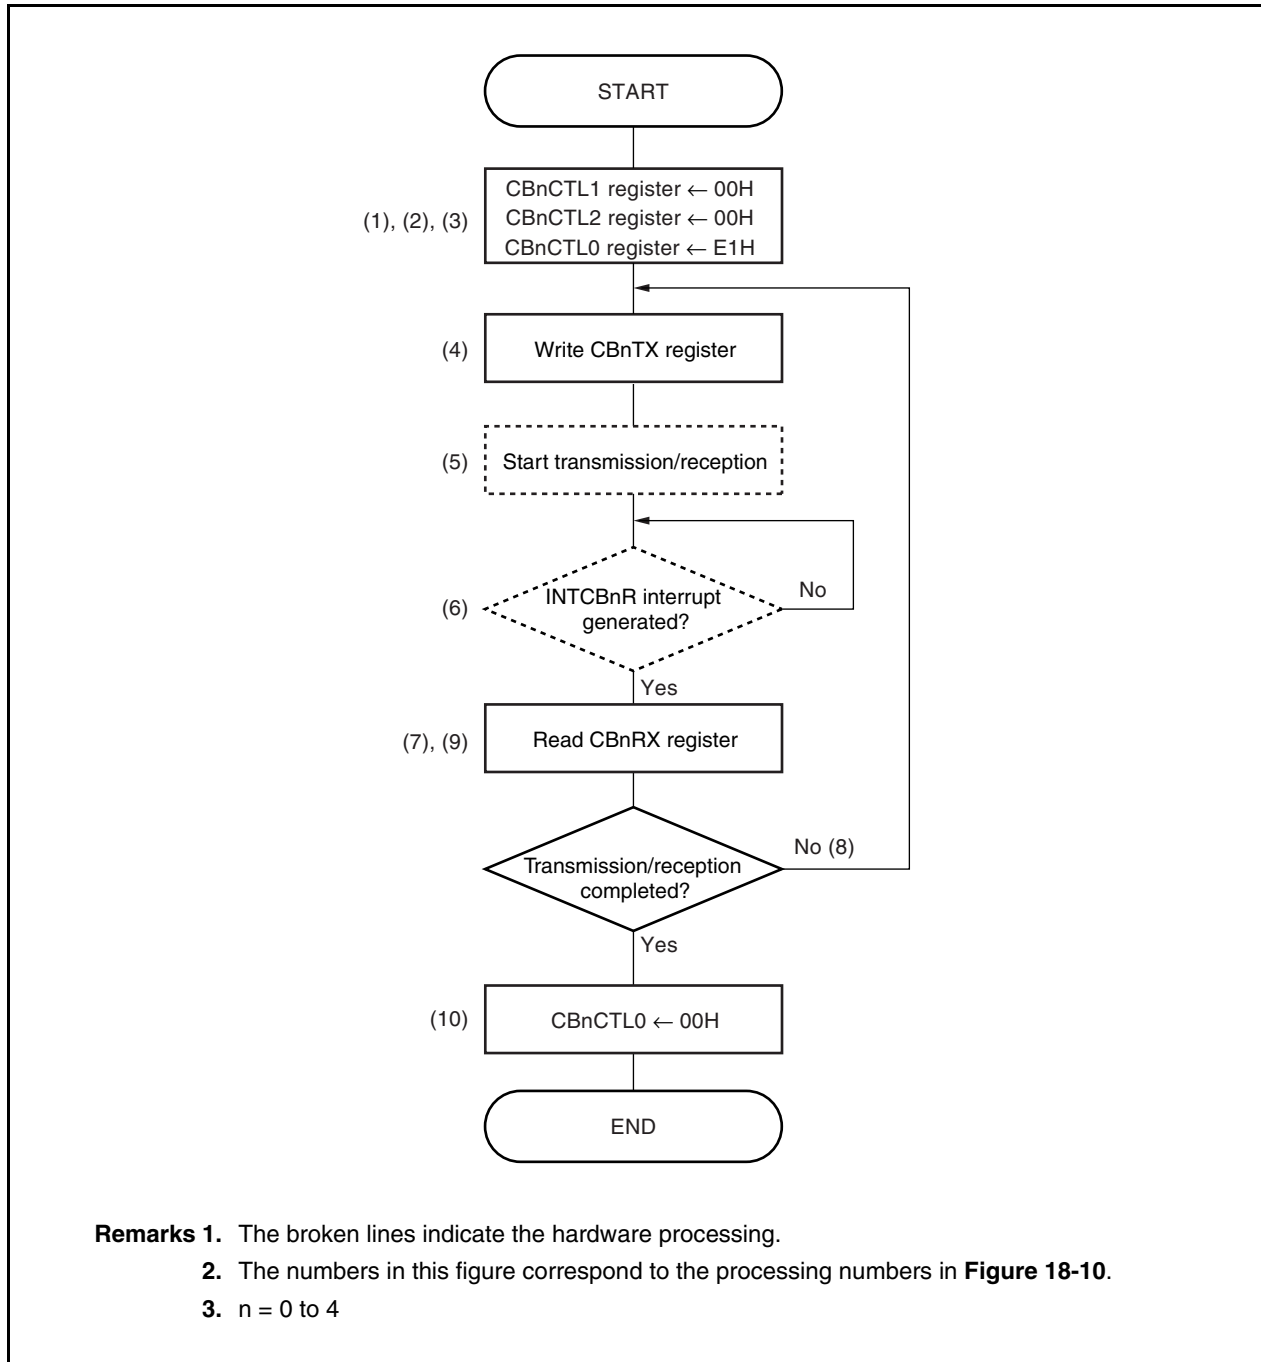 START
CBnCTL1 register ← 00H
(1), (2), (3) CBnCTL2 register ← 00H
CBnCTL0 register ← E1H
(4) Write CBnTX register
(5) Start transmission/reception
INTCBnR interrupt
generated?
(6)
No
Yes
(7), (9) Read CBnRX register
Transmission/reception
completed?
No (8)
Yes
(10) CBnCTL0 ← 00H
END
Remarks 1. The broken lines indicate the hardware processing.
2. The numbers in this figure correspond to the processing numbers in Figure 18-10.
3. n = 0 to 4